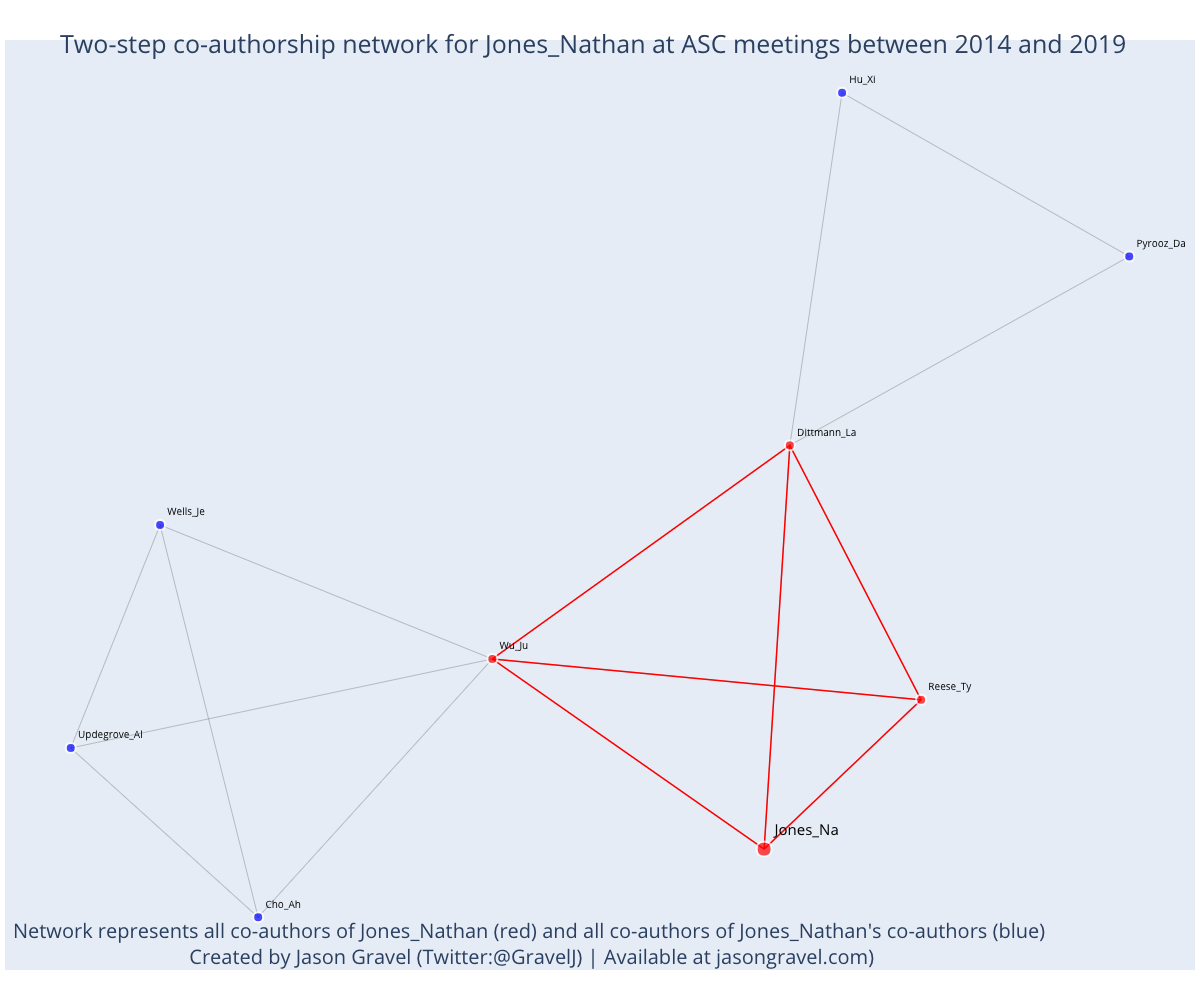 Two-step co-authorship network for Jones_Nathan at ASC meetings between 2014 and 2019
Hu_Xi
Pyrooz_Da
Dittmann_La
Wells_Je
Wu_Ju
Reese_Ty
Updegrove_Al
Jones_Na
Cho_Ah
Network represents all co-authors of Jones_Nathan (red) and all co-authors of Jones_Nathan's co-authors (blue)
Created by Jason Gravel (Twitter:@GravelJ) | Available at jasongravel.com)